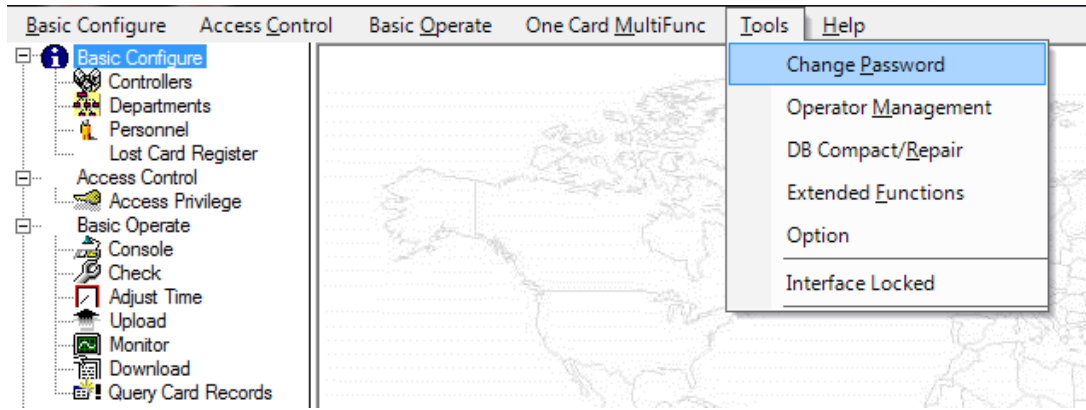 Basic Configure Access Control Basic Operate One Card MultiFunc Tools Help
Basic Configure
Controllers
Departments
Personnel
Lost Card Register
Access Control
Access Privilege
Basic Operate
Console
Check
Adjust Time
Upload
Monitor
Download
Query Card Records
Change Password
Operator Management
DB Compact/Repair
Extended Functions
Option
Interface Locked